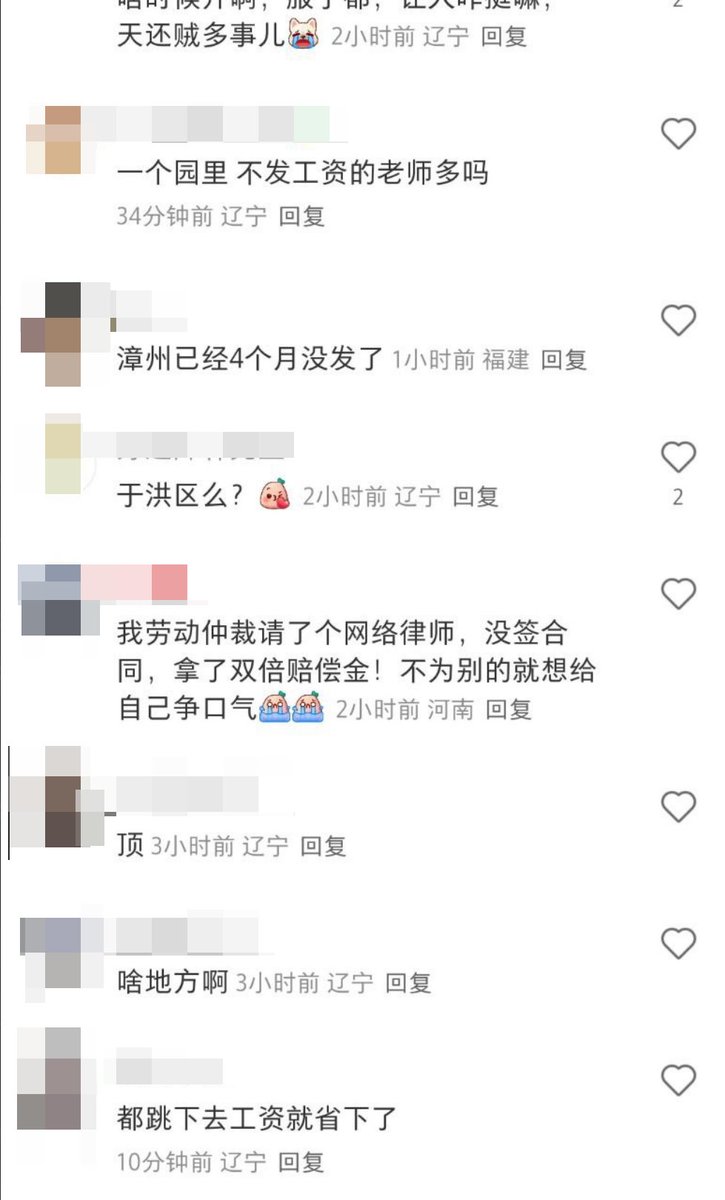 天还贼多事儿 2小时前 辽宁 回复
2
一个园里 不发工资的老师多吗
34分钟前 辽宁 回复
漳州已经4个月没发了 1小时前 福建 回复
于洪区么？ 2小时前 辽宁 回复
2
我劳动仲裁请了个网络律师，没签合
同，拿了双倍赔偿金！不为别的就想给
自己争口气 2小时前 河南 回复
顶 3小时前 辽宁 回复
啥地方啊 3小时前 辽宁 回复
都跳下去工资就省下了
10分钟前 辽宁 回复